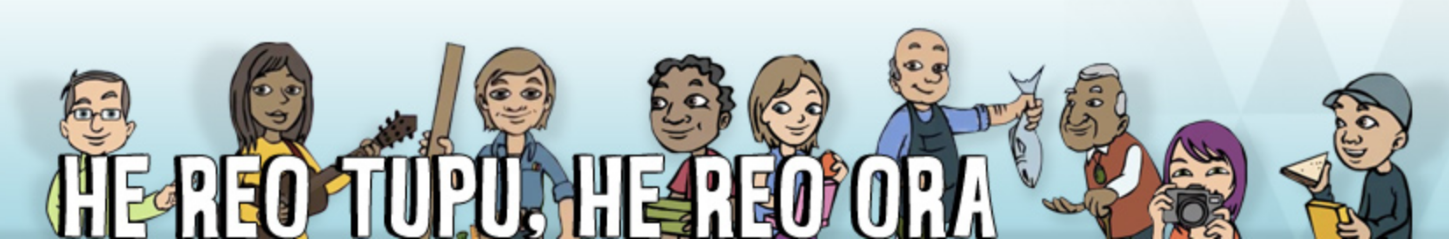 HE REO TUPU, HE REO ORA